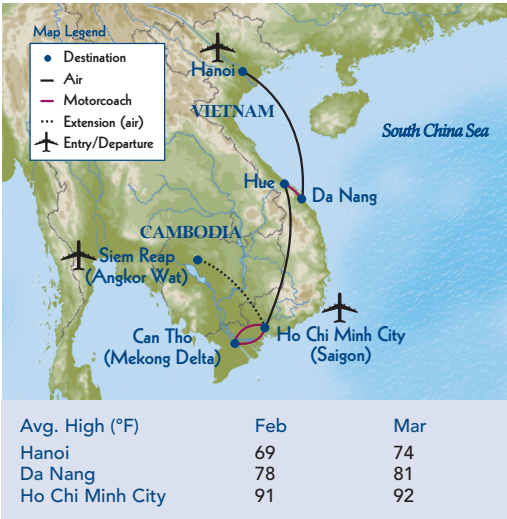 Map Legend
Destination
Air
Motorcoach
Extension (air)
Entry/Departure
Hanoi
VIETNAM
South China Sea
Hue
Da Nang
CAMBODIA
Siem Reap
(Angkor Wat)
Can Tho
(Mekong Delta)
Ho Chi Minh City
(Saigon)
Avg. High (°F) Feb Mar
Hanoi 69 74
Da Nang 78 81
Ho Chi Minh City 91 92